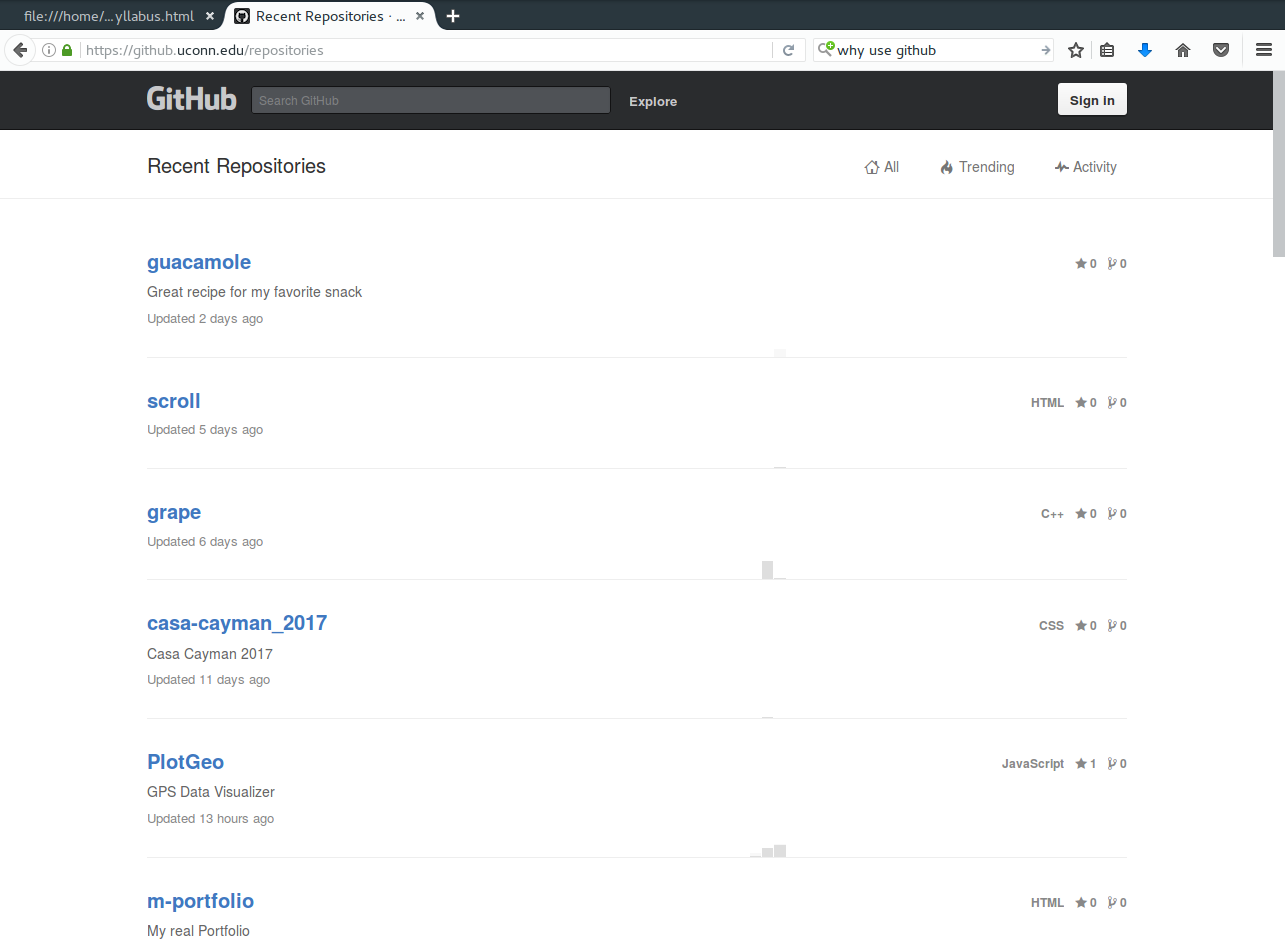 file:///home/...yllabus.html
Recent Repositories · ...
https://github.uconn.edu/repositories
why use github
GitHub
Search GitHub
Explore
Sign in
Recent Repositories
All
Trending
Activity
guacamole
0 0
Great recipe for my favorite snack
Updated 2 days ago
scroll
HTML 0 0
Updated 5 days ago
grape
C++ 0 0
Updated 6 days ago
casa-cayman_2017
CSS 0 0
Casa Cayman 2017
Updated 11 days ago
PlotGeo
JavaScript 1 0
GPS Data Visualizer
Updated 13 hours ago
m-portfolio
HTML 0 0
My real Portfolio